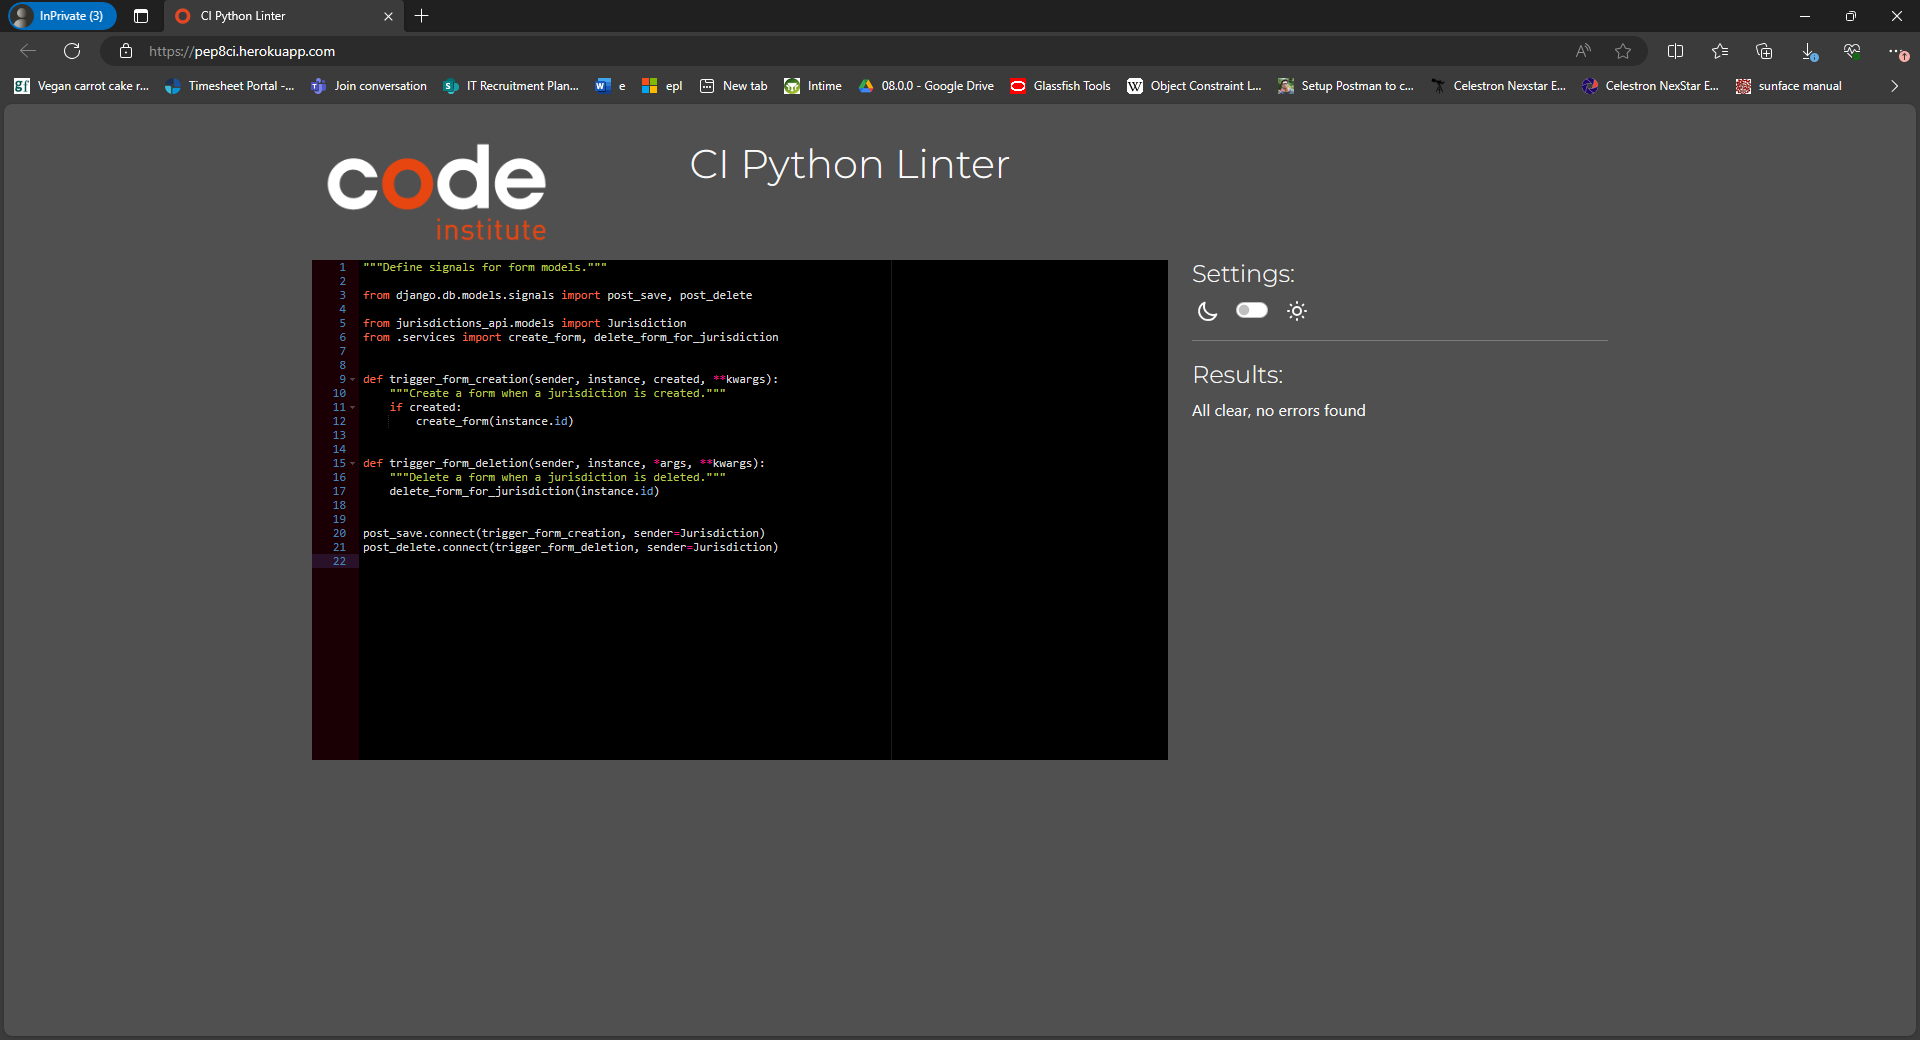 InPrivate (3)
CI Python Linter
https://pep8ci.herokuapp.com
A
1
gf Vegan carrot cake r...
Timesheet Portal -...
Join conversation
S IT Recruitment Plan...
W e
epl
New tab
Intime
08.0.0 - Google Drive
Glassfish Tools
W Object Constraint L...
Setup Postman to c...
Celestron Nexstar E...
Celestron NexStar E...
sunface manual
code
institute
CI Python Linter
1 """Define signals for form models."""
2
3 from django.db.models.signals import post_save, post_delete
4
5 from jurisdictions_api.models import Jurisdiction
6 from .services import create_form, delete_form_for_jurisdiction
7
8
9 def trigger_form_creation(sender, instance, created, **kwargs):
10 """Create a form when a jurisdiction is created."""
11 if created:
12 create_form(instance.id)
13
14
15 def trigger_form_deletion(sender, instance, *args, **kwargs):
16 """Delete a form when a jurisdiction is deleted."""
17 delete_form_for_jurisdiction(instance.id)
18
19
20 post_save.connect(trigger_form_creation, sender=Jurisdiction)
21 post_delete.connect(trigger_form_deletion, sender=Jurisdiction)
22
Settings:
Results:
All clear, no errors found